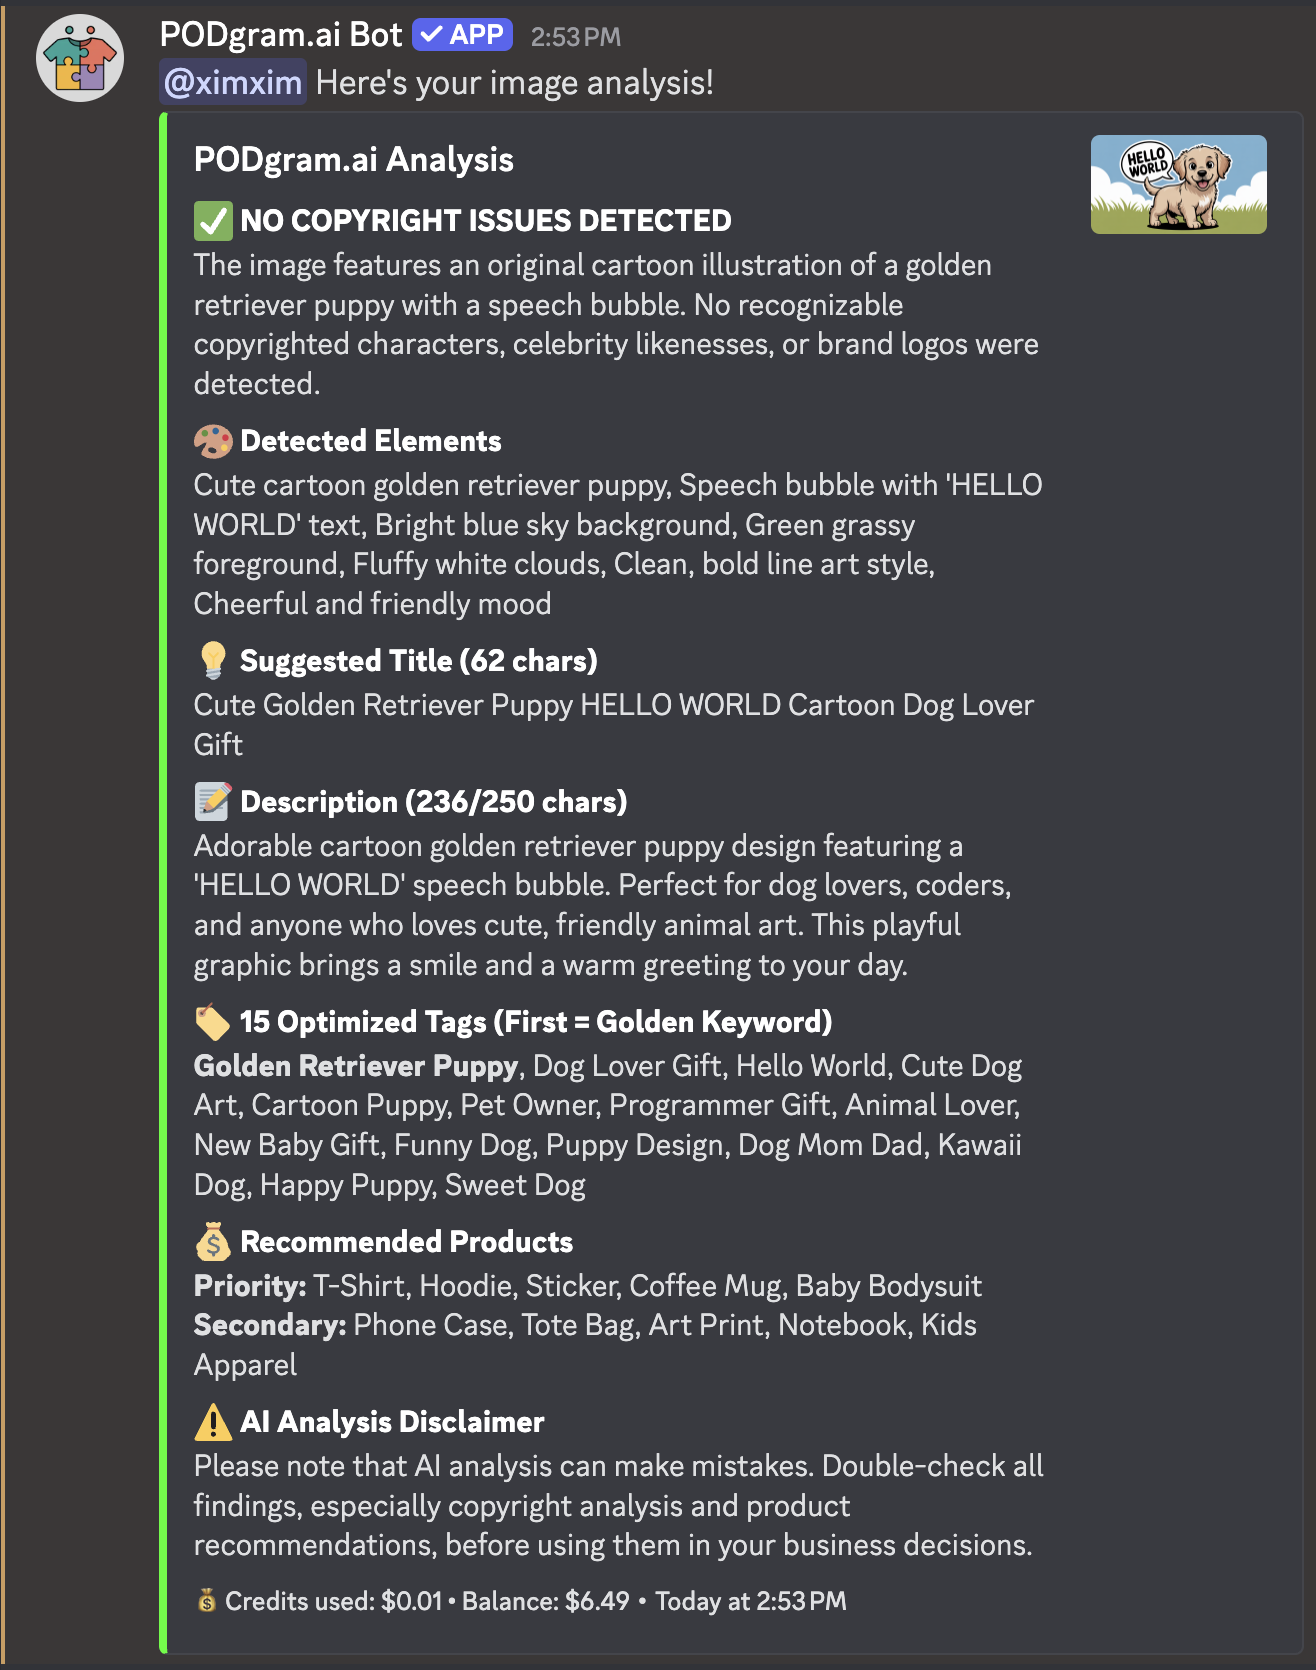 PODgram.ai Bot ✓ APP 2:53 PM
@ximxim Here's your image analysis!
PODgram.ai Analysis
HELLO
WORLD
✅ NO COPYRIGHT ISSUES DETECTED
The image features an original cartoon illustration of a golden
retriever puppy with a speech bubble. No recognizable
copyrighted characters, celebrity likenesses, or brand logos were
detected.
🎨 Detected Elements
Cute cartoon golden retriever puppy, Speech bubble with 'HELLO
WORLD' text, Bright blue sky background, Green grassy
foreground, Fluffy white clouds, Clean, bold line art style,
Cheerful and friendly mood
💡 Suggested Title (62 chars)
Cute Golden Retriever Puppy HELLO WORLD Cartoon Dog Lover
Gift
📝 Description (236/250 chars)
Adorable cartoon golden retriever puppy design featuring a
'HELLO WORLD' speech bubble. Perfect for dog lovers, coders,
and anyone who loves cute, friendly animal art. This playful
graphic brings a smile and a warm greeting to your day.
🏷️ 15 Optimized Tags (First = Golden Keyword)
Golden Retriever Puppy, Dog Lover Gift, Hello World, Cute Dog
Art, Cartoon Puppy, Pet Owner, Programmer Gift, Animal Lover,
New Baby Gift, Funny Dog, Puppy Design, Dog Mom Dad, Kawaii
Dog, Happy Puppy, Sweet Dog
💰 Recommended Products
Priority: T-Shirt, Hoodie, Sticker, Coffee Mug, Baby Bodysuit
Secondary: Phone Case, Tote Bag, Art Print, Notebook, Kids
Apparel
⚠️ AI Analysis Disclaimer
Please note that AI analysis can make mistakes. Double-check all
findings, especially copyright analysis and product
recommendations, before using them in your business decisions.
💰 Credits used: $0.01 • Balance: $6.49 • Today at 2:53 PM